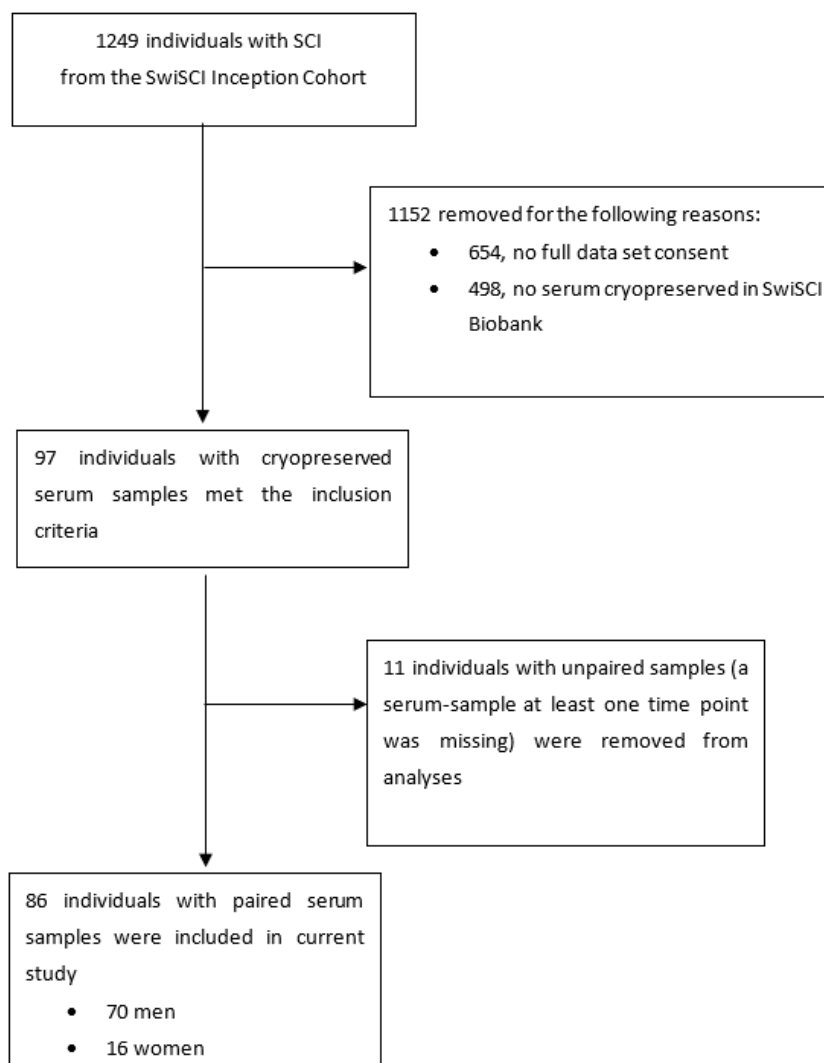 1249 individuals with SCI
from the SwiSCI Inception Cohort
1152 removed for the following reasons:
• 654, no full data set consent
• 498, no serum cryopreserved in SwiSCI
Biobank
97 individuals with cryopreserved
serum samples met the inclusion
criteria
11 individuals with unpaired samples (a
serum-sample at least one time point
was missing) were removed from
analyses
86 individuals with paired serum
samples were included in current
study
• 70 men
• 16 women